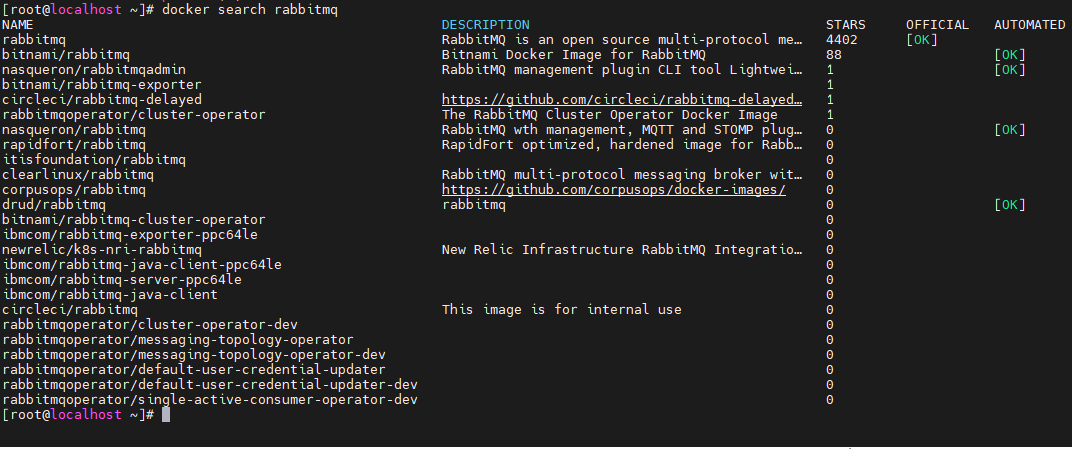 [root@localhost ~]# docker search rabbitmq
NAME DESCRIPTION STARS OFFICIAL AUTOMATED
rabbitmq RabbitMQ is an open source multi-protocol me… 4402 [OK]
bitnami/rabbitmq Bitnami Docker Image for RabbitMQ 88 [OK]
nasqueron/rabbitmqadmin RabbitMQ management plugin CLI tool Lightwei… 1 [OK]
bitnami/rabbitmq-exporter 1
circleci/rabbitmq-delayed https://github.com/circleci/rabbitmq-delayed… 1
rabbitmqoperator/cluster-operator The RabbitMQ Cluster Operator Docker Image 1
nasqueron/rabbitmq RabbitMQ wth management, MQTT and STOMP plug… 0 [OK]
rapidfort/rabbitmq RapidFort optimized, hardened image for Rabb… 0
itisfoundation/rabbitmq 0
clearlinux/rabbitmq RabbitMQ multi-protocol messaging broker wit… 0
corpusops/rabbitmq https://github.com/corpusops/docker-images/ 0
drud/rabbitmq rabbitmq 0 [OK]
bitnami/rabbitmq-cluster-operator 0
ibmcom/rabbitmq-exporter-ppc64le 0
newrelic/k8s-nri-rabbitmq New Relic Infrastructure RabbitMQ Integratio… 0
ibmcom/rabbitmq-java-client-ppc64le 0
ibmcom/rabbitmq-server-ppc64le 0
ibmcom/rabbitmq-java-client 0
circleci/rabbitmq This image is for internal use 0
rabbitmqoperator/cluster-operator-dev 0
rabbitmqoperator/messaging-topology-operator 0
rabbitmqoperator/messaging-topology-operator-dev 0
rabbitmqoperator/default-user-credential-updater 0
rabbitmqoperator/default-user-credential-updater-dev 0
rabbitmqoperator/single-active-consumer-operator-dev 0
[root@localhost ~]#